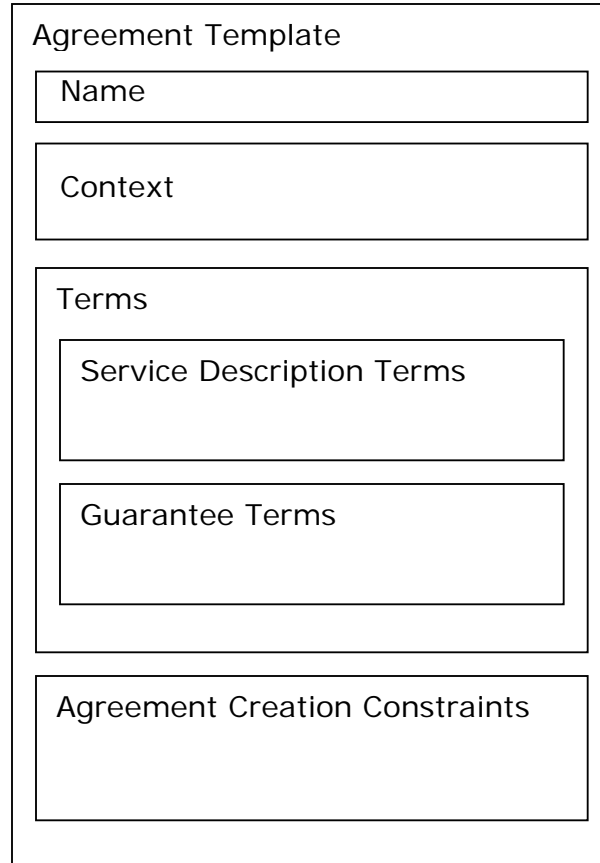 Agreement Template
Name
Context
Terms
Service Description Terms
Guarantee Terms
Agreement Creation Constraints